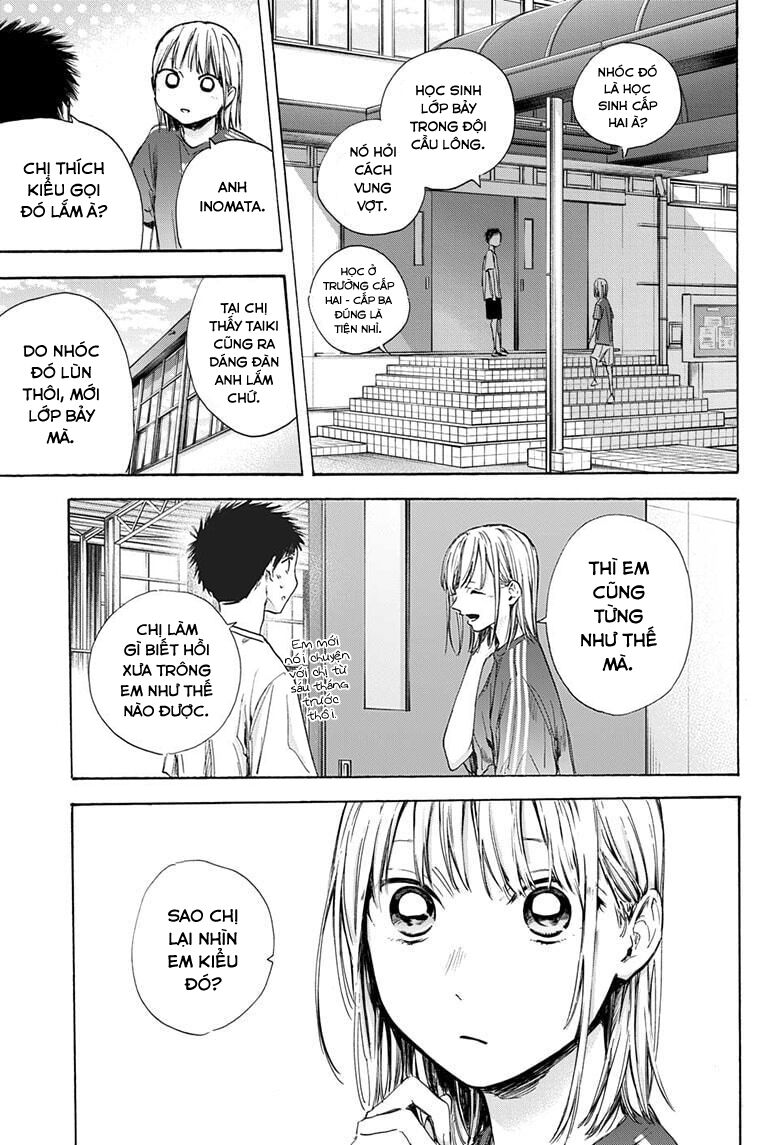 NHÓC ĐÓ
LÀ HỌC
SINH CẤP
HAI À?
HỌC SINH
LỚP BẢY
TRONG ĐỘI
CẦU LÔNG.
NÓ HỎI
CÁCH
VUNG
VỢT.
HỌC Ở
TRƯỜNG CẤP
HAI - CẤP BA
ĐÚNG LÀ
TIỆN NHỈ.
ANH
INOMATA.
CHỊ THÍCH
KIỂU GỌI
ĐÓ LẮM À?
TẠI CHỊ
THẤY TAIKI
CŨNG RA
DÁNG ĐÀN
ANH LẮM
CHỨ.
DO NHÓC
ĐÓ LÙN
THÔI, MỚI
LỚP BẢY
MÀ.
THÌ EM
CŨNG
TỪNG
NHƯ THẾ
MÀ.
CHỊ LÀM
GÌ BIẾT HỒI
XƯA TRÔNG
EM NHƯ THẾ
NÀO ĐƯỢC.
Em mới
nói chuyện
với chị từ
sáu tháng
trước
thôi.
SAO CHỊ
LẠI NHÌN
EM KIỂU
ĐÓ?